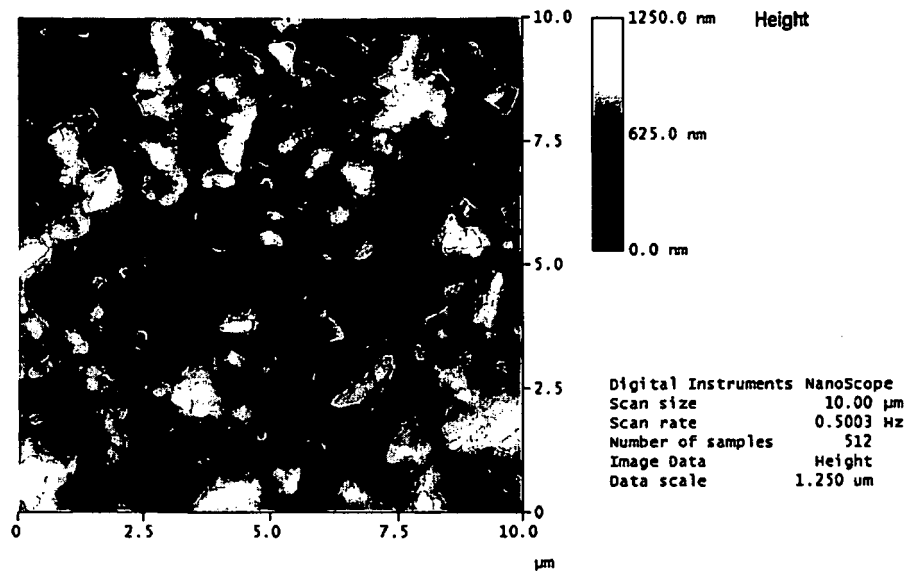 10.0
7.5
5.0
2.5
0
0 2.5 5.0 7.5 10.0
µm
1250.0 nm
625.0 nm
0.0 nm
Height
Digital Instruments NanoScope
Scan size 10.00 µm
Scan rate 0.5003 Hz
Number of samples 512
Image Data Height
Data scale 1.250 um